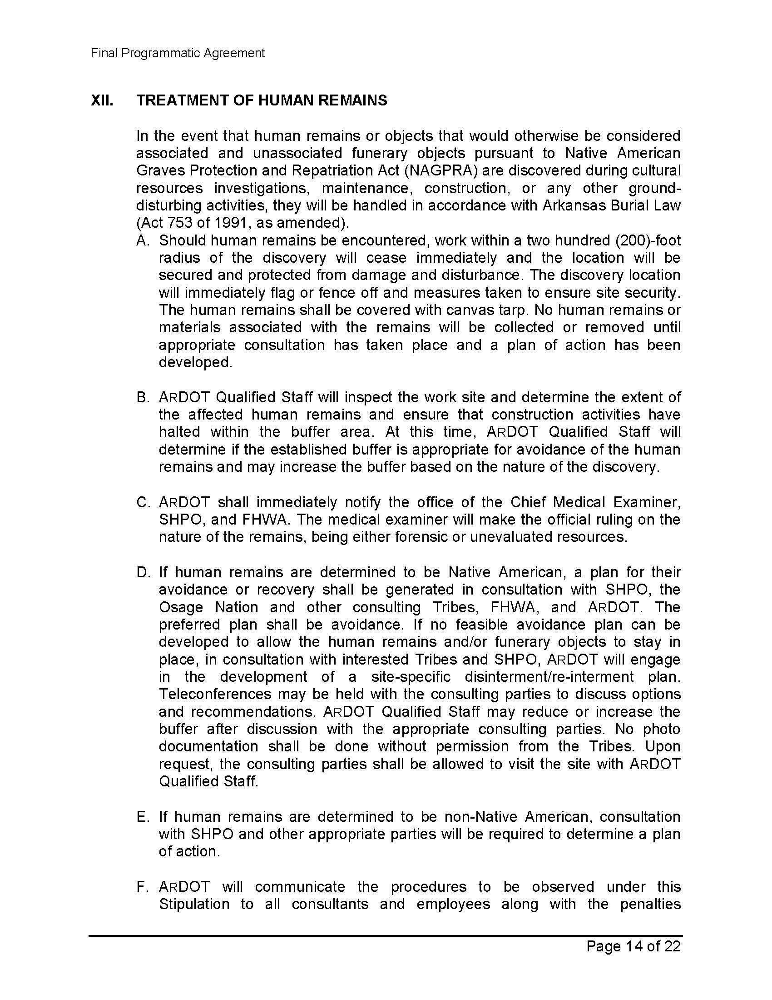 Final Programmatic Agreement
XII. TREATMENT OF HUMAN REMAINS
In the event that human remains or objects that would otherwise be considered
associated and unassociated funerary objects pursuant to Native American
Graves Protection and Repatriation Act (NAGPRA) are discovered during cultural
resources investigations, maintenance, construction, or any other ground-
disturbing activities, they will be handled in accordance with Arkansas Burial Law
(Act 753 of 1991, as amended).
A. Should human remains be encountered, work within a two hundred (200)-foot
radius of the discovery will cease immediately and the location will be
secured and protected from damage and disturbance. The discovery location
will immediately flag or fence off and measures taken to ensure site security.
The human remains shall be covered with canvas tarp. No human remains or
materials associated with the remains will be collected or removed until
appropriate consultation has taken place and a plan of action has been
developed.
B. ARDOT Qualified Staff will inspect the work site and determine the extent of
the affected human remains and ensure that construction activities have
halted within the buffer area. At this time, ARDOT Qualified Staff will
determine if the established buffer is appropriate for avoidance of the human
remains and may increase the buffer based on the nature of the discovery.
C. ARDOT shall immediately notify the office of the Chief Medical Examiner,
SHPO, and FHWA. The medical examiner will make the official ruling on the
nature of the remains, being either forensic or unevaluated resources.
D. If human remains are determined to be Native American, a plan for their
avoidance or recovery shall be generated in consultation with SHPO, the
Osage Nation and other consulting Tribes, FHWA, and ARDOT. The
preferred plan shall be avoidance. If no feasible avoidance plan can be
developed to allow the human remains and/or funerary objects to stay in
place, in consultation with interested Tribes and SHPO, ARDOT will engage
in the development of a site-specific disinterment/re-interment plan.
Teleconferences may be held with the consulting parties to discuss options
and recommendations. ARDOT Qualified Staff may reduce or increase the
buffer after discussion with the appropriate consulting parties. No photo
documentation shall be done without permission from the Tribes. Upon
request, the consulting parties shall be allowed to visit the site with ARDOT
Qualified Staff.
E. If human remains are determined to be non-Native American, consultation
with SHPO and other appropriate parties will be required to determine a plan
of action.
F. ARDOT will communicate the procedures to be observed under this
Stipulation to all consultants and employees along with the penalties
Page 14 of 22